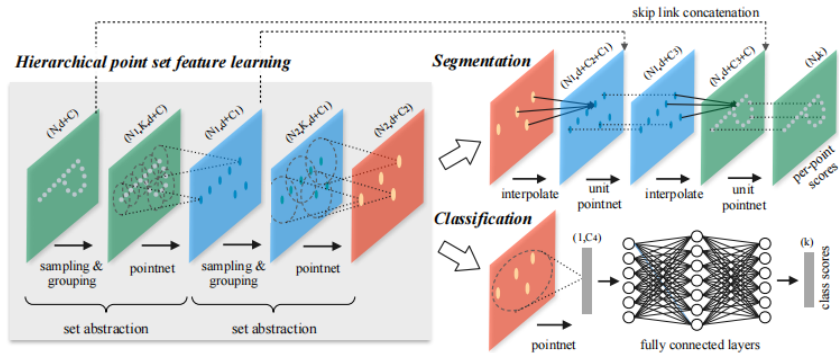 skip link concatenation
Hierarchical point set feature learning
Segmentation
(N,d+C)
(N1,K,d+C)
(N1,d+C1)
(N2,K,d+C1)
(N2,d+C2)
(N1,d+C2+C1)
(N1,d+C3)
(N,d+C3+C)
(N,k)
per-point
scores
interpolate
unit
pointnet
interpolate
unit
pointnet
sampling &
grouping
pointnet
sampling &
grouping
pointnet
set abstraction
set abstraction
Classification
(1,C4)
(k)
class scores
pointnet
fully connected layers